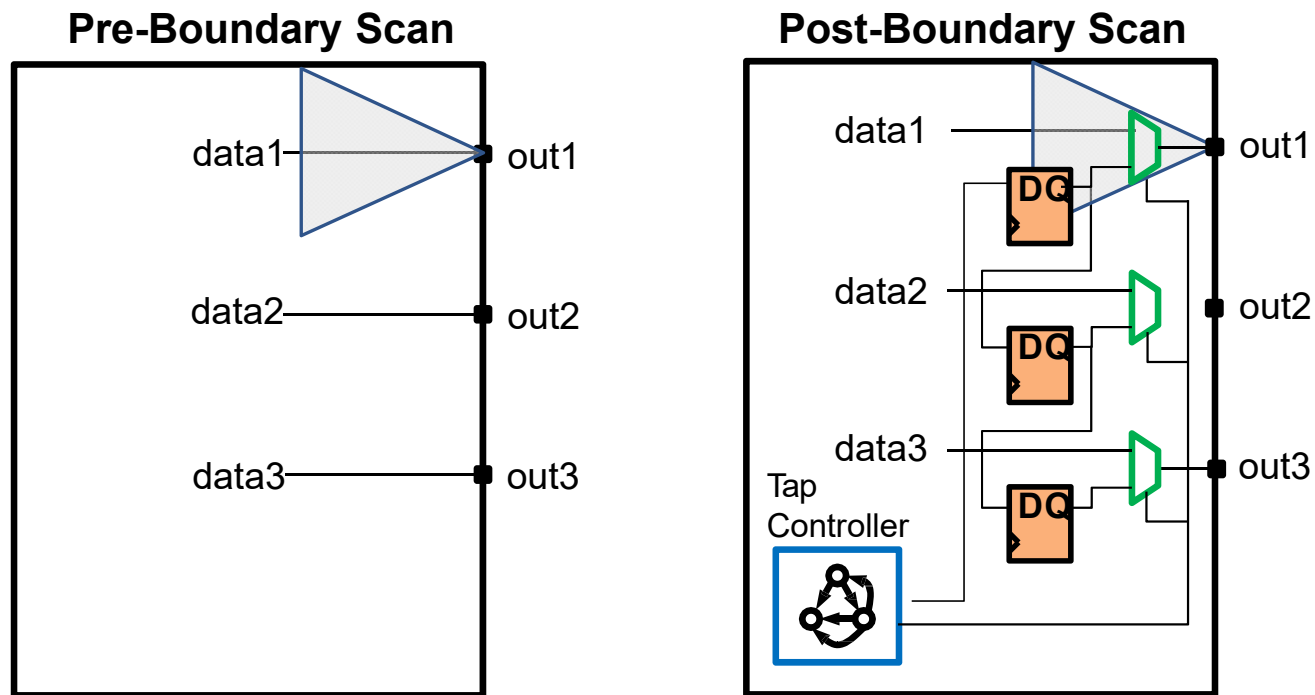 Pre-Boundary Scan
data1
out1
data2
out2
data3
out3
Post-Boundary Scan
data1
out1
DQ
data2
out2
DQ
data3
out3
Tap
Controller
DQ